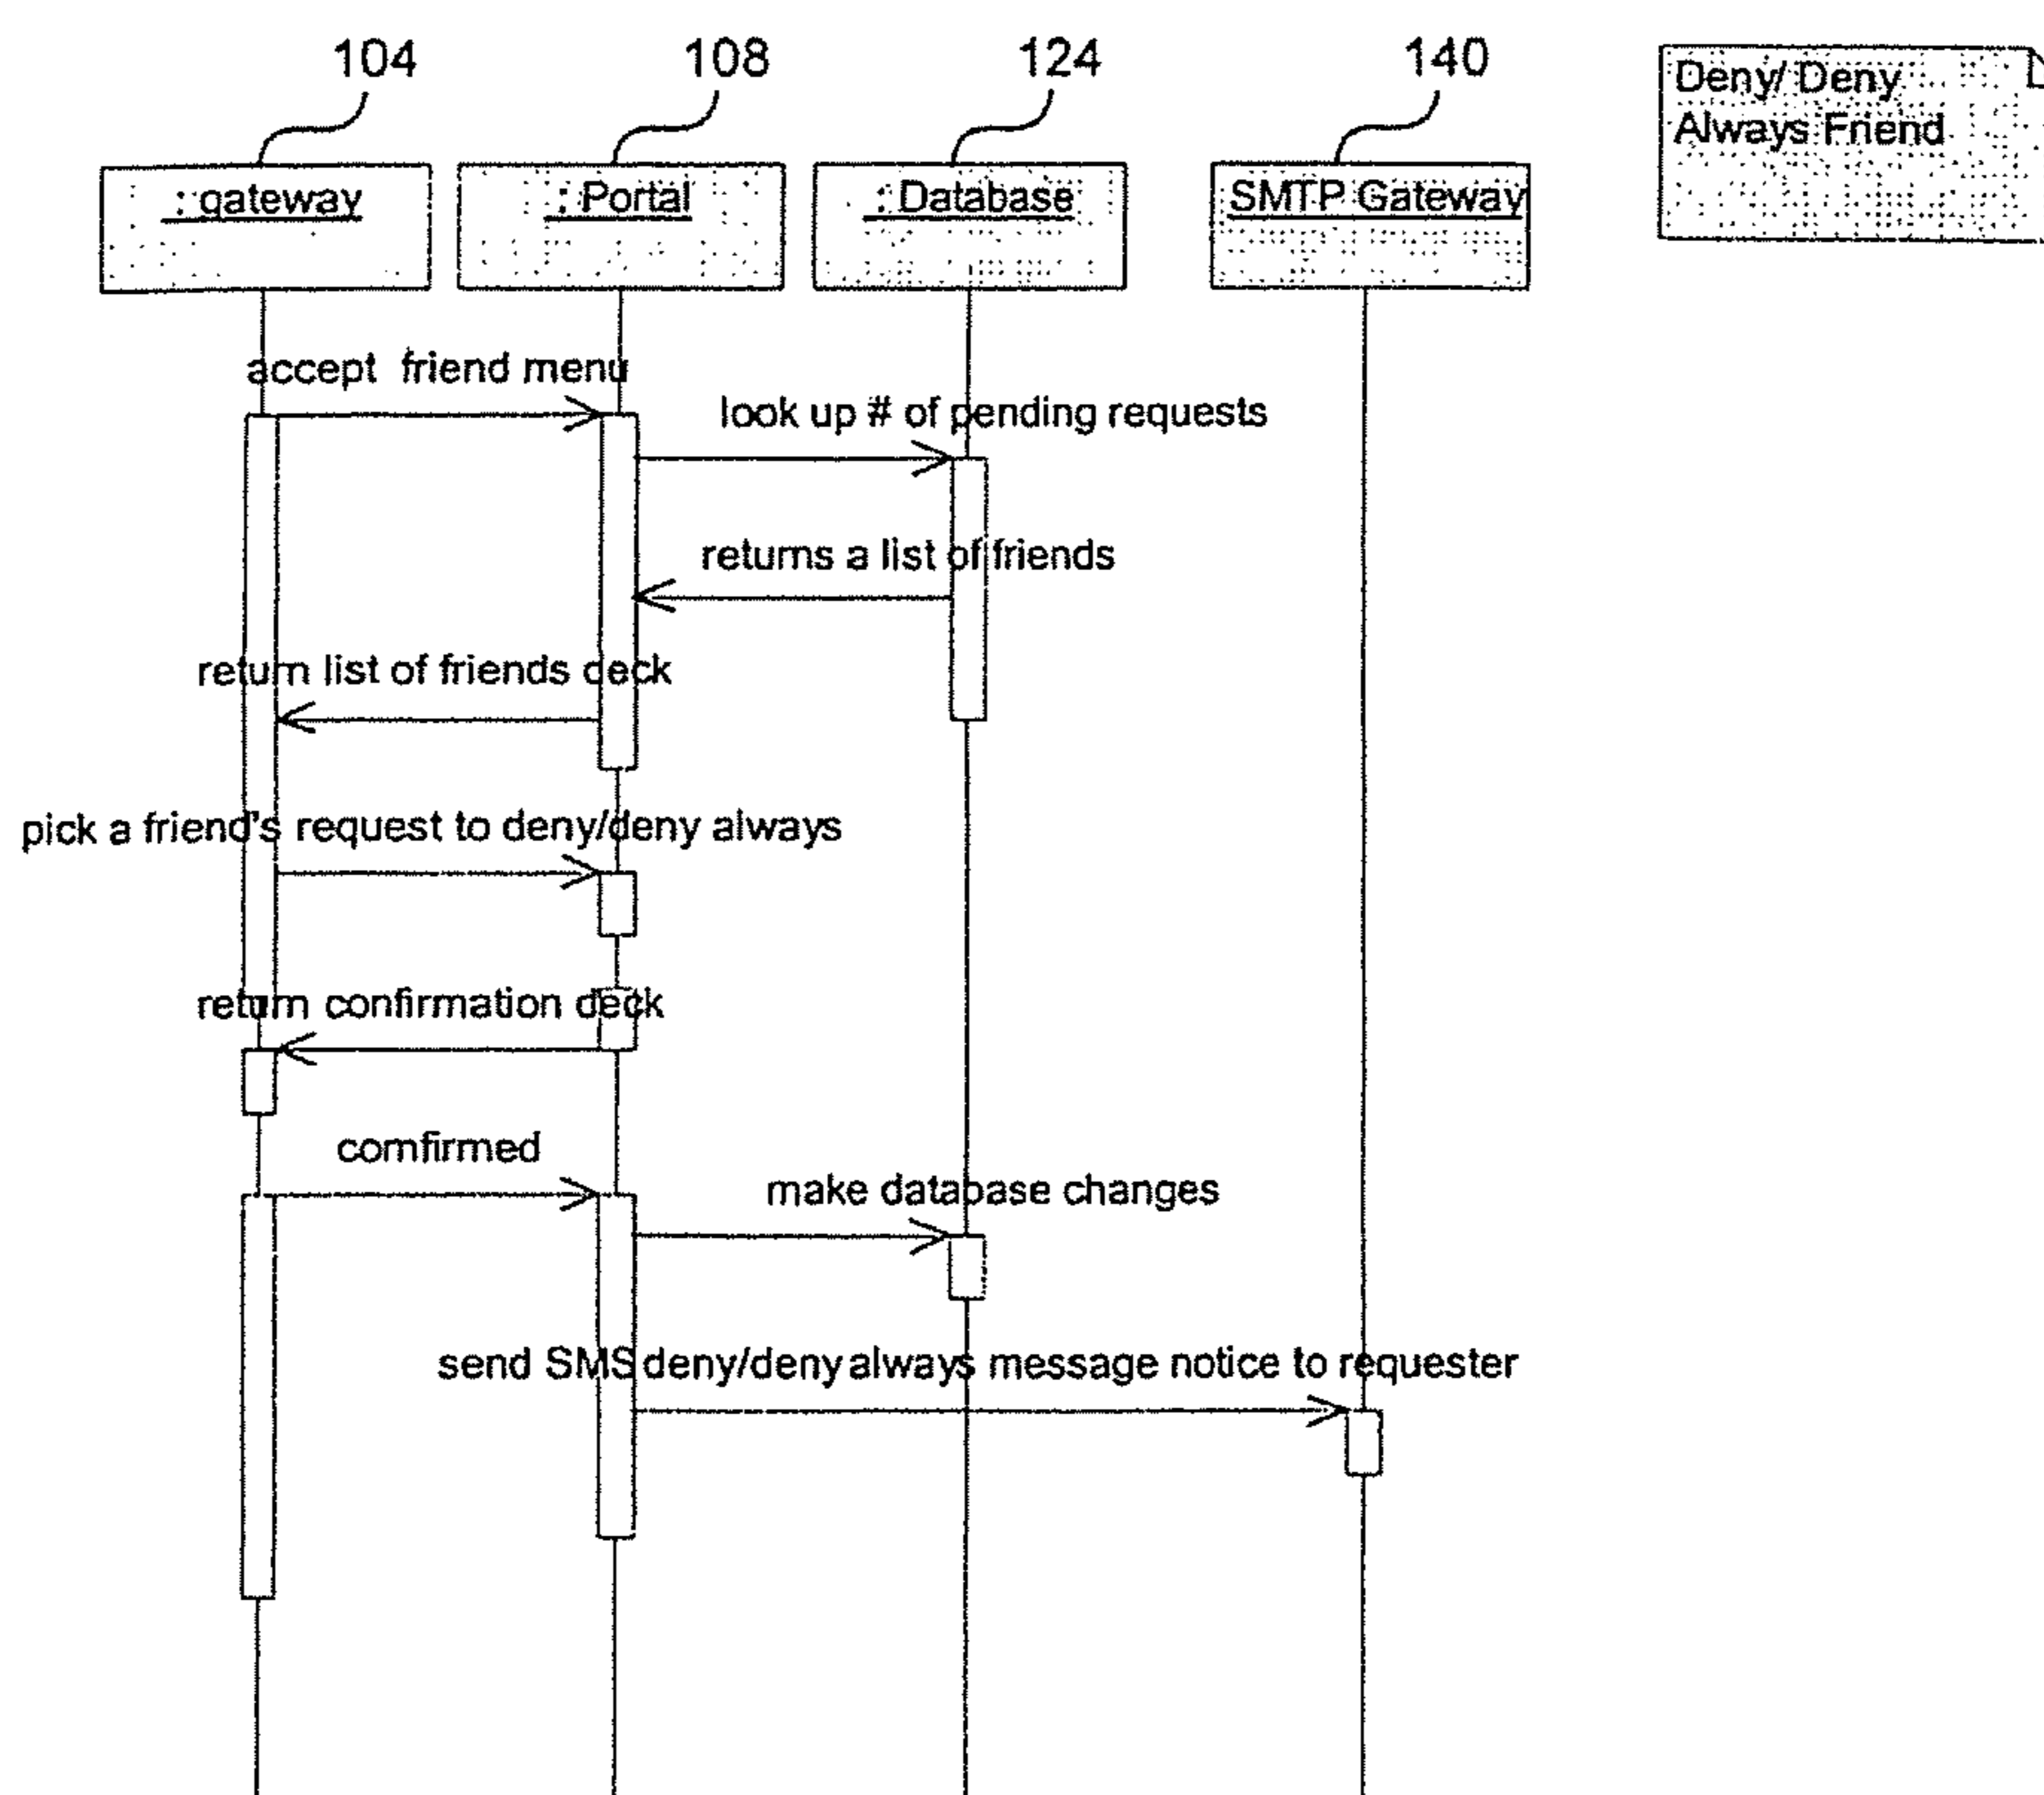 104
108
124
140
Deny/ Deny
Always Friend
: gateway
: Portal
: Database
SMTP Gateway
accept friend menu
look up # of pending requests
returns a list of friends
return list of friends deck
pick a friend's request to deny/deny always
return confirmation deck
comfirmed
make database changes
send SMS deny/deny always message notice to requester